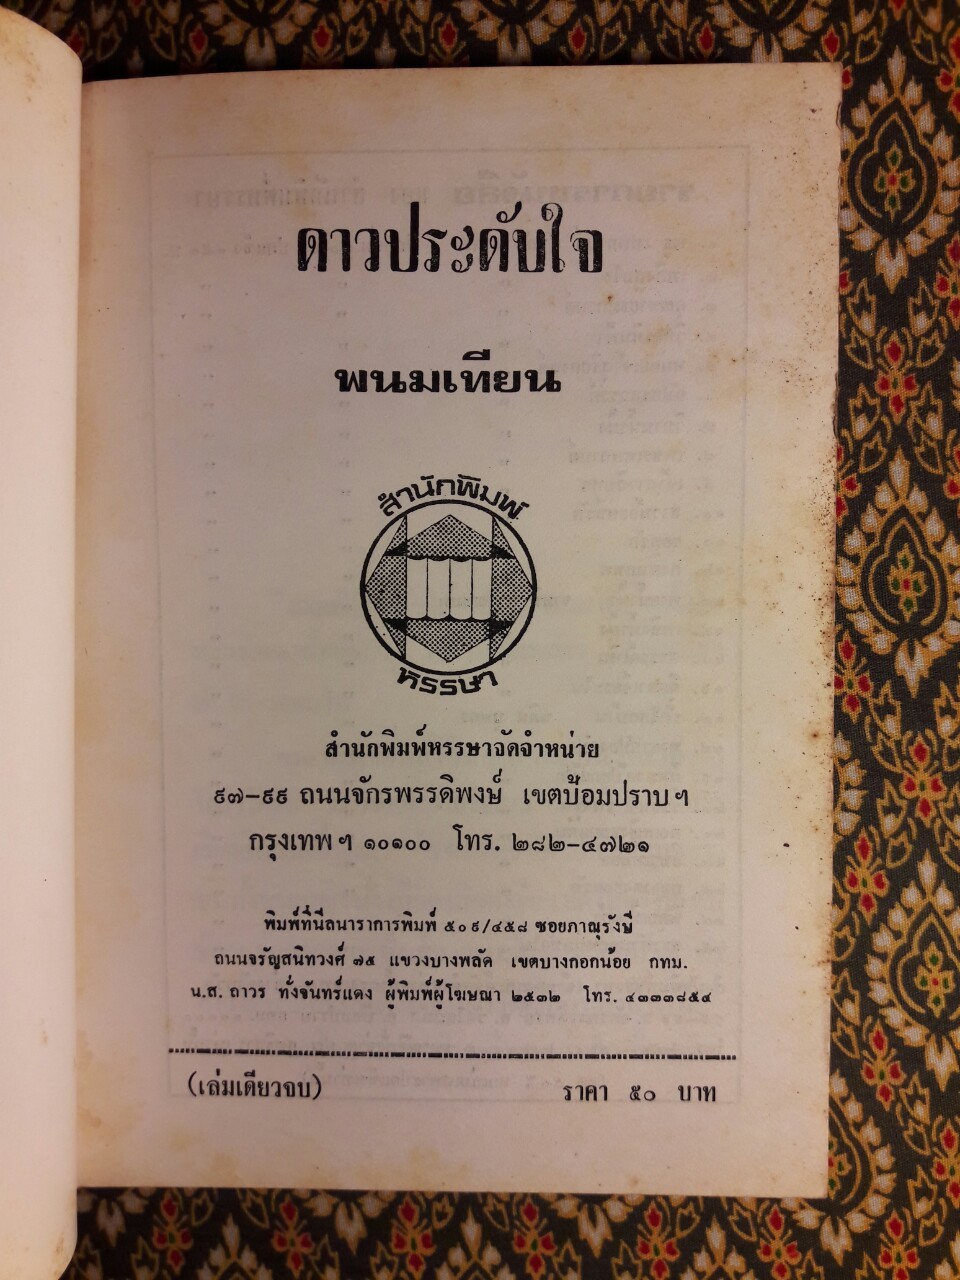 ดาวประดับใจ
พนมเทียน
สำนักพิมพ์
หรรษา
สำนักพิมพ์หรรษาจัดจำหน่าย
๙๗-๙๙ ถนนจักรพรรดิพงษ์ เขตป้อมปราบ ฯ
กรุงเทพ ฯ ๑๐๑๐๐ โทร. ๒๘๒-๔๗๒๑
พิมพ์ที่นีลนาราการพิมพ์ ๕๐๙/๔๕๘ ซอยภาณุรังษี
ถนนจรัญสนิทวงศ์ ๗๕ แขวงบางพลัด เขตบางกอกน้อย กทม.
น.ส. ถาวร ทั่งจันทร์แดง ผู้พิมพ์ผู้โฆษณา ๒๕๓๒ โทร. ๔๓๓๓๘๕๔
(เล่มเดียวจบ) ราคา ๕๐ บาท